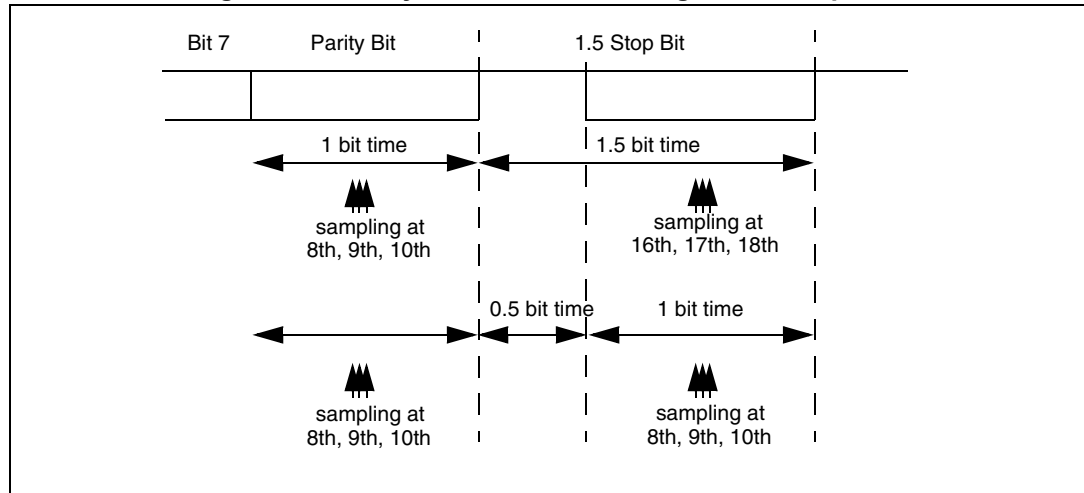 Bit 7 Parity Bit 1.5 Stop Bit
1 bit time 1.5 bit time
sampling at
8th, 9th, 10th
sampling at
16th, 17th, 18th
0.5 bit time 1 bit time
sampling at
8th, 9th, 10th
sampling at
8th, 9th, 10th